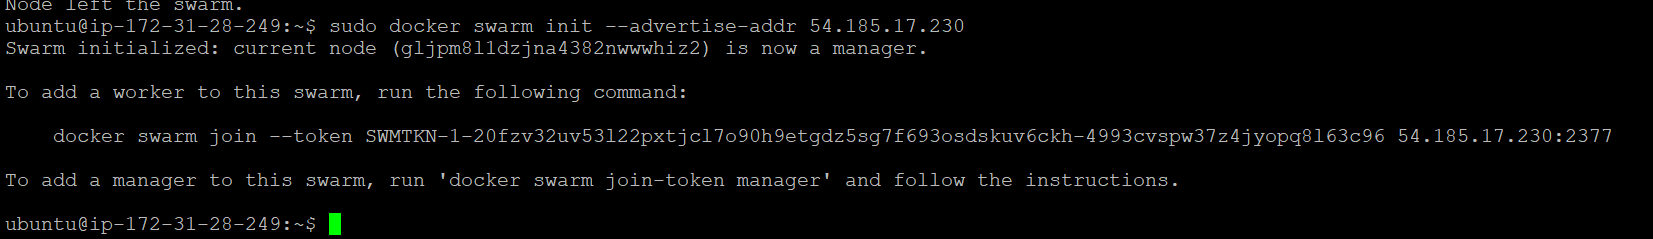 Node left the swarm.
ubuntu@ip-172-31-28-249:~$ sudo docker swarm init --advertise-addr 54.185.17.230
Swarm initialized: current node (gljpm8l1dzjna4382nwwwhiz2) is now a manager.
To add a worker to this swarm, run the following command:
docker swarm join --token SWMTKN-1-20fzv32uv53l22pxtjcl7o90h9etgdz5sg7f693osdskuv6ckh-4993cvspw37z4jyopq8l63c96 54.185.17.230:2377
To add a manager to this swarm, run 'docker swarm join-token manager' and follow the instructions.
ubuntu@ip-172-31-28-249:~$